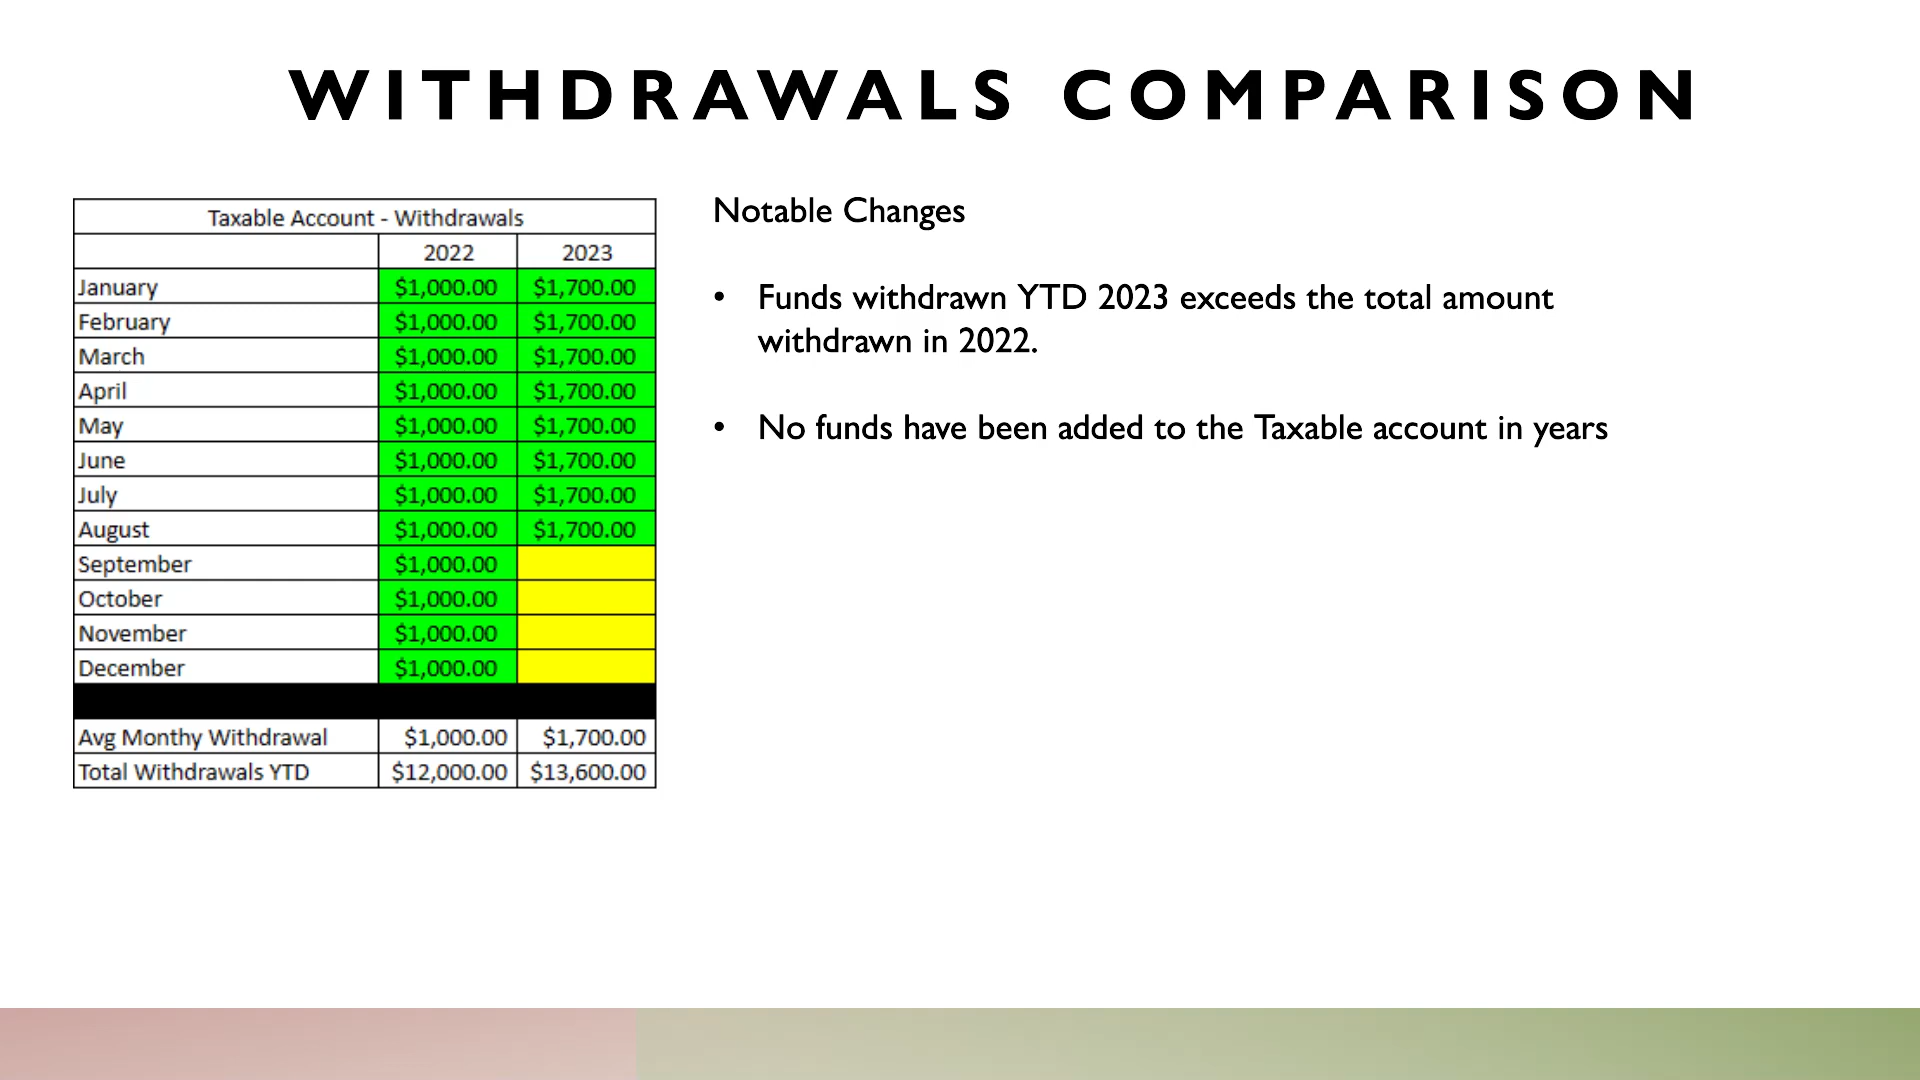 WITHDRAWALS COMPARISON
Taxable Account - Withdrawals
2022 2023
January $1,000.00 $1,700.00
February $1,000.00 $1,700.00
March $1,000.00 $1,700.00
April $1,000.00 $1,700.00
May $1,000.00 $1,700.00
June $1,000.00 $1,700.00
July $1,000.00 $1,700.00
August $1,000.00 $1,700.00
September $1,000.00
October $1,000.00
November $1,000.00
December $1,000.00
Avg Monthy Withdrawal $1,000.00 $1,700.00
Total Withdrawals YTD $12,000.00 $13,600.00
Notable Changes
• Funds withdrawn YTD 2023 exceeds the total amount
withdrawn in 2022.
• No funds have been added to the Taxable account in years